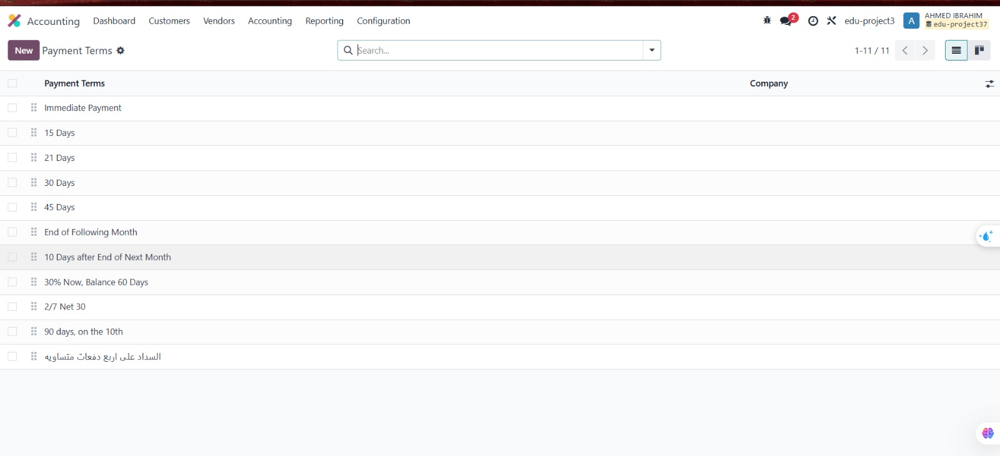 Accounting Dashboard Customers Vendors Accounting Reporting Configuration 2 edu-project3 A AHMED IBRAHIM
edu-project37
New Payment Terms Search... 1-11 / 11
Payment Terms Company
Immediate Payment
15 Days
21 Days
30 Days
45 Days
End of Following Month
10 Days after End of Next Month
30% Now, Balance 60 Days
2/7 Net 30
90 days, on the 10th
السداد على اربع دفعات متساويه